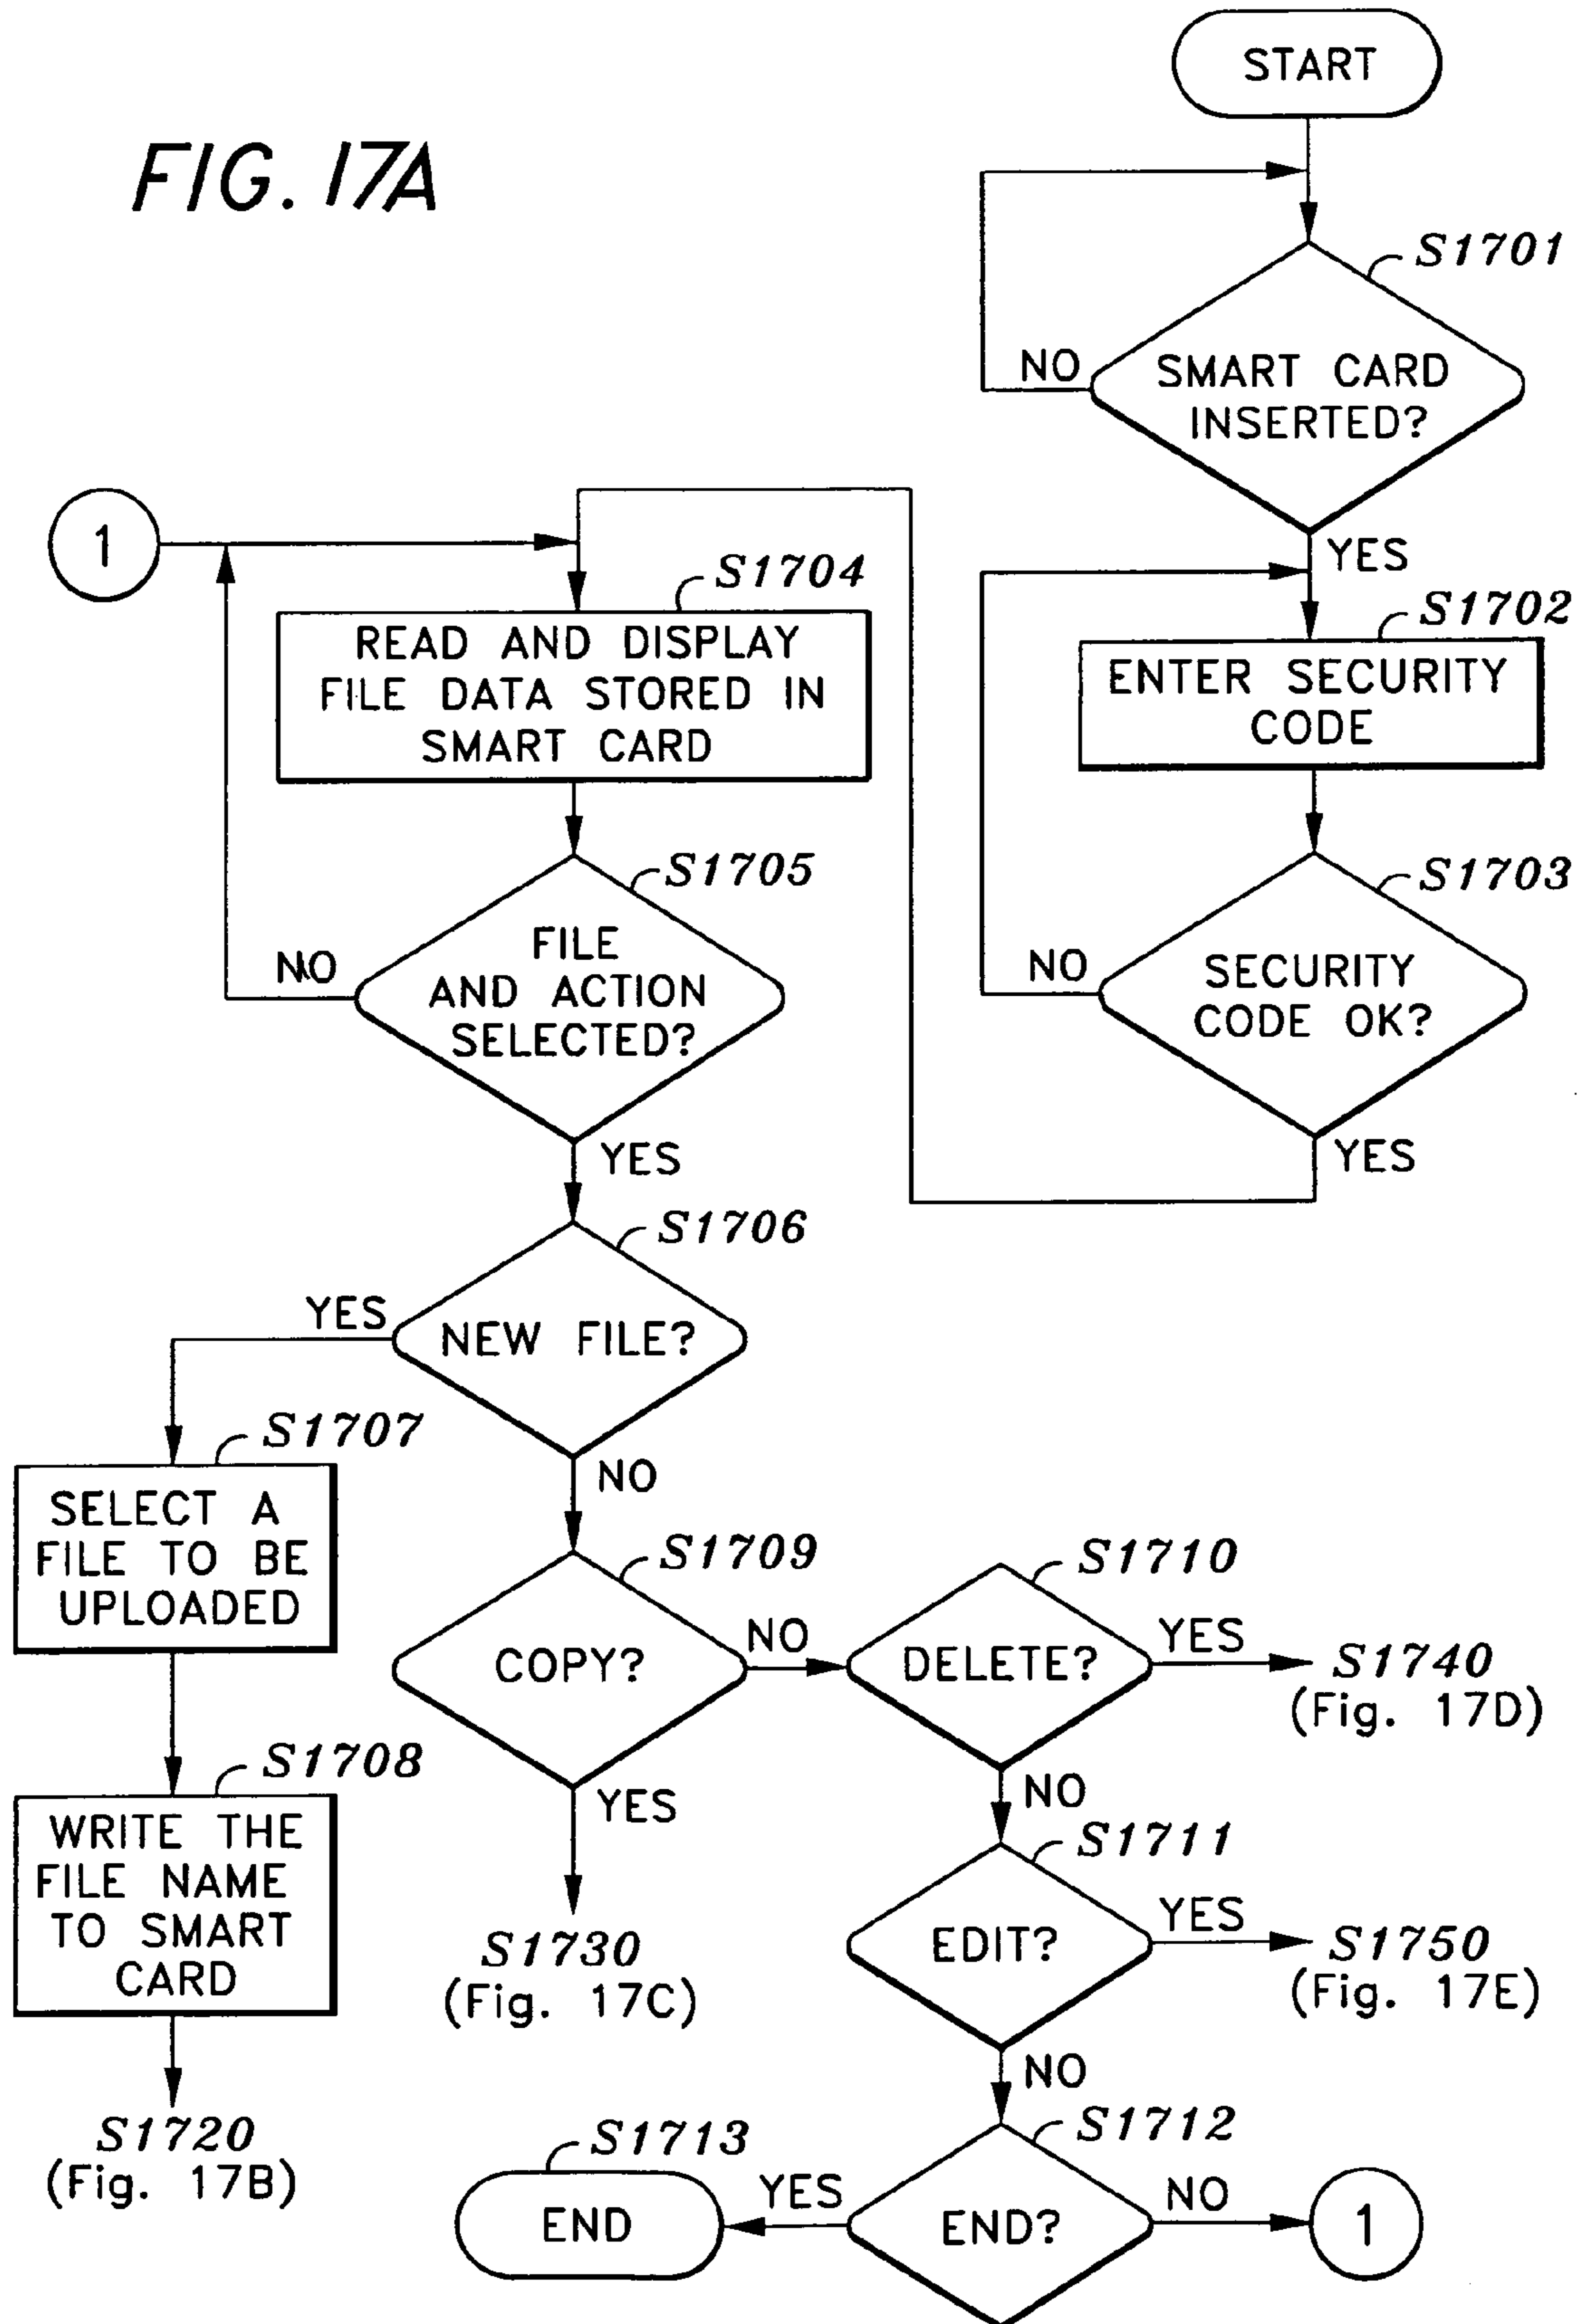 FIG. 17A
START
S1701
SMART CARD
INSERTED?
NO
YES
S1702
ENTER SECURITY
CODE
S1703
SECURITY
CODE OK?
NO
YES
1
S1704
READ AND DISPLAY
FILE DATA STORED IN
SMART CARD
S1705
FILE
AND ACTION
SELECTED?
NO
YES
S1706
NEW FILE?
YES
NO
S1707
SELECT A
FILE TO BE
UPLOADED
S1708
WRITE THE
FILE NAME
TO SMART
CARD
S1720
(Fig. 17B)
S1709
COPY?
NO
YES
S1730
(Fig. 17C)
S1710
DELETE?
YES
S1740
(Fig. 17D)
NO
S1711
EDIT?
YES
S1750
(Fig. 17E)
NO
S1712
END?
YES
S1713
END
NO
1